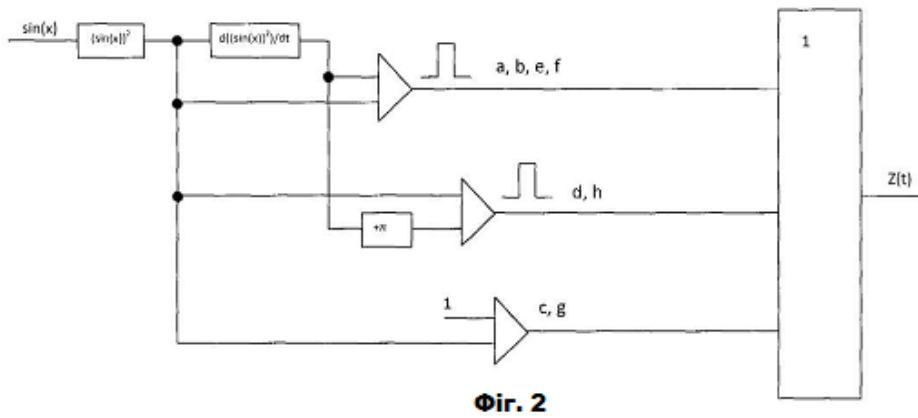 sin(x)
(sin(x))²
d((sin(x))²)/dt
a, b, e, f
1
d, h
Z(t)
+π
1
c, g
Фіг. 2